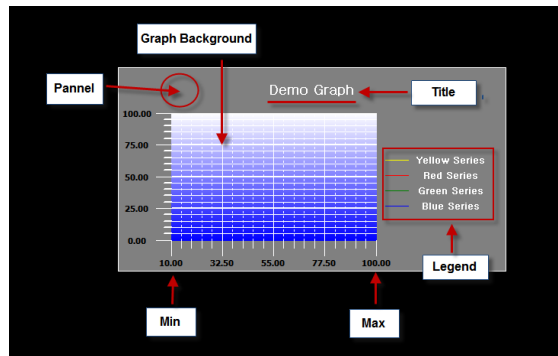 Graph Background
Pannel
Demo Graph
Title
100.00
75.00
50.00
25.00
0.00
Yellow Series
Red Series
Green Series
Blue Series
10.00 32.50 55.00 77.50 100.00
Legend
Min
Max